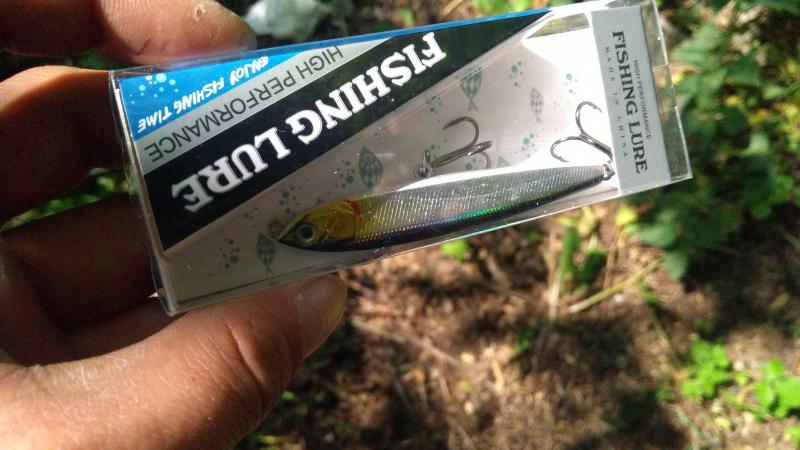 FISHING LURE
HIGH PERFORMANCE
ENJOY FISHING TIME
HIGH PERFORMANCE
FISHING LURE
MADE IN CHINA